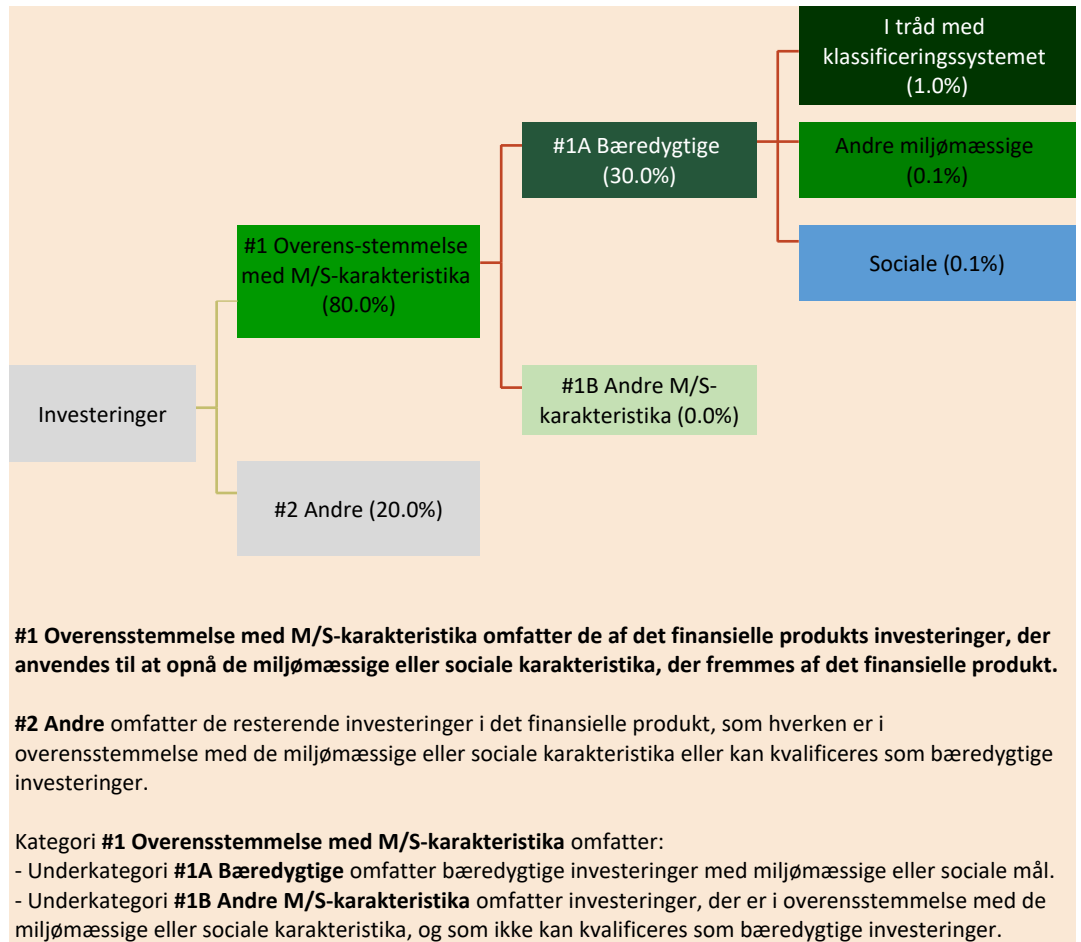 I tråd med
klassificeringssystemet
(1.0%)
#1A Bæredygtige
(30.0%)
Andre miljømæssige
(0.1%)
#1 Overens-stemmelse
med M/S-karakteristika
(80.0%)
Sociale (0.1%)
#1B Andre M/S-
karakteristika (0.0%)
Investeringer
#2 Andre (20.0%)
#1 Overensstemmelse med M/S-karakteristika omfatter de af det finansielle produkts investeringer, der
anvendes til at opnå de miljømæssige eller sociale karakteristika, der fremmes af det finansielle produkt.
#2 Andre omfatter de resterende investeringer i det finansielle produkt, som hverken er i
overensstemmelse med de miljømæssige eller sociale karakteristika eller kan kvalificeres som bæredygtige
investeringer.
Kategori #1 Overensstemmelse med M/S-karakteristika omfatter:
- Underkategori #1A Bæredygtige omfatter bæredygtige investeringer med miljømæssige eller sociale mål.
- Underkategori #1B Andre M/S-karakteristika omfatter investeringer, der er i overensstemmelse med de
miljømæssige eller sociale karakteristika, og som ikke kan kvalificeres som bæredygtige investeringer.